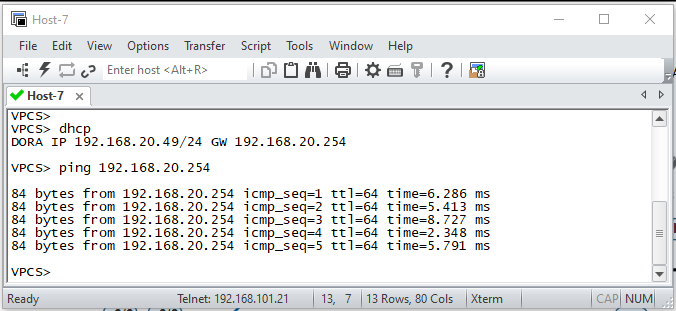 Host-7
File Edit View Options Transfer Script Tools Window Help
Enter host <Alt+R>
Host-7
VPCS>
VPCS> dhcp
DORA IP 192.168.20.49/24 GW 192.168.20.254
VPCS> ping 192.168.20.254
84 bytes from 192.168.20.254 icmp_seq=1 ttl=64 time=6.286 ms
84 bytes from 192.168.20.254 icmp_seq=2 ttl=64 time=5.413 ms
84 bytes from 192.168.20.254 icmp_seq=3 ttl=64 time=8.727 ms
84 bytes from 192.168.20.254 icmp_seq=4 ttl=64 time=2.348 ms
84 bytes from 192.168.20.254 icmp_seq=5 ttl=64 time=5.791 ms
VPCS>
Ready Telnet: 192.168.101.21 13, 7 13 Rows, 80 Cols Xterm CAP NUM